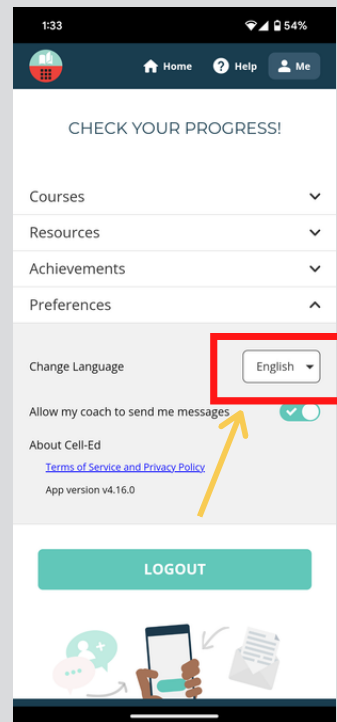 1:33 54%
Home Help Me
CHECK YOUR PROGRESS!
Courses
Resources
Achievements
Preferences
Change Language English
Allow my coach to send me messages
About Cell-Ed
Terms of Service and Privacy Policy
App version v4.16.0
LOGOUT